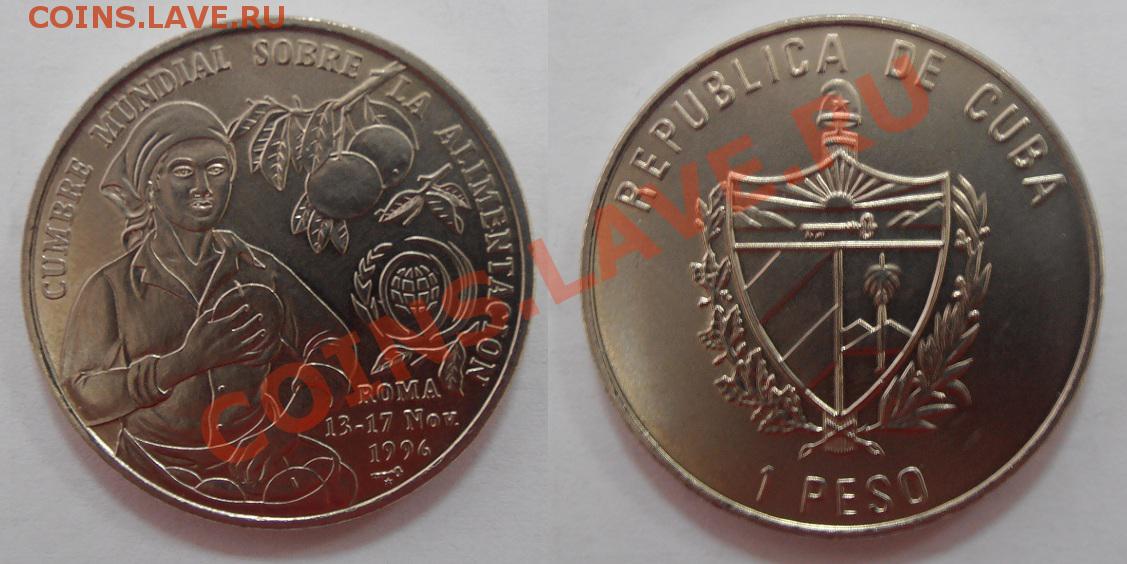 COINS.LAVE.RU
CUMBRE MUNDIAL SOBRE LA ALIMENTACION
ROMA
13-17 Nov.
1996
REPUBLICA DE CUBA
1 PESO
COINS.LAVE.RU